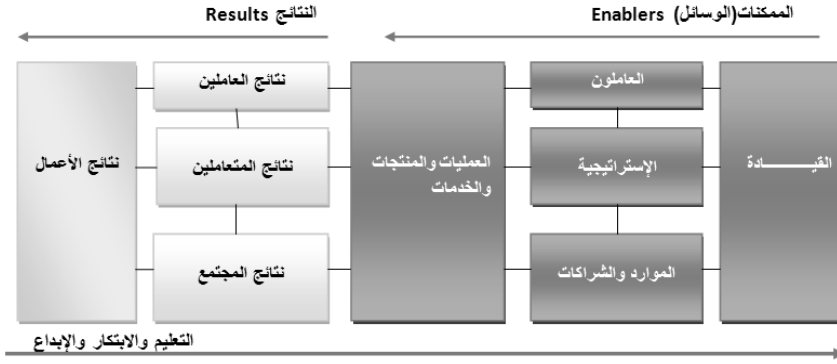 الممكنات(الوسائل) Enablers
النتائج Results
القيــــــــادة
العاملون
الإستراتيجية
الموارد والشراكات
العمليات والمنتجات
والخدمات
نتائج العاملين
نتائج المتعاملين
نتائج المجتمع
نتائج الأعمال
التعليم والابتكار والإبداع